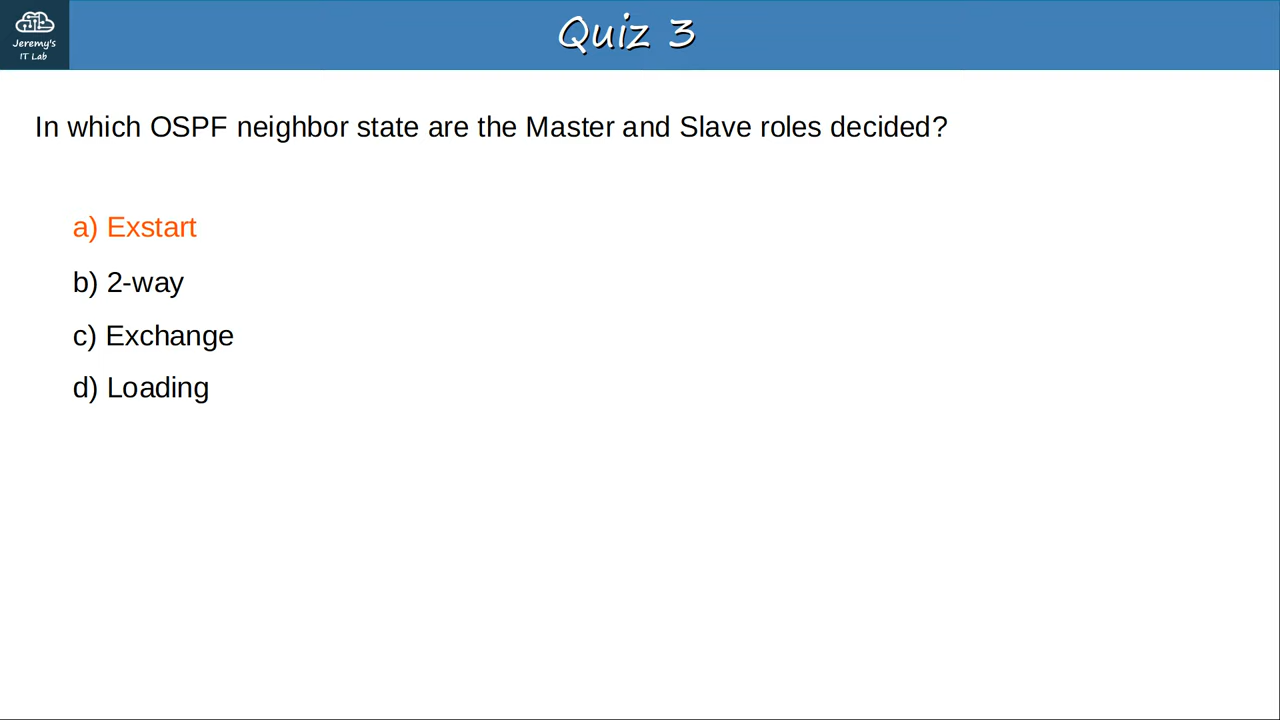 Jeremy's
IT Lab
Quiz 3
In which OSPF neighbor state are the Master and Slave roles decided?
a) Exstart
b) 2-way
c) Exchange
d) Loading